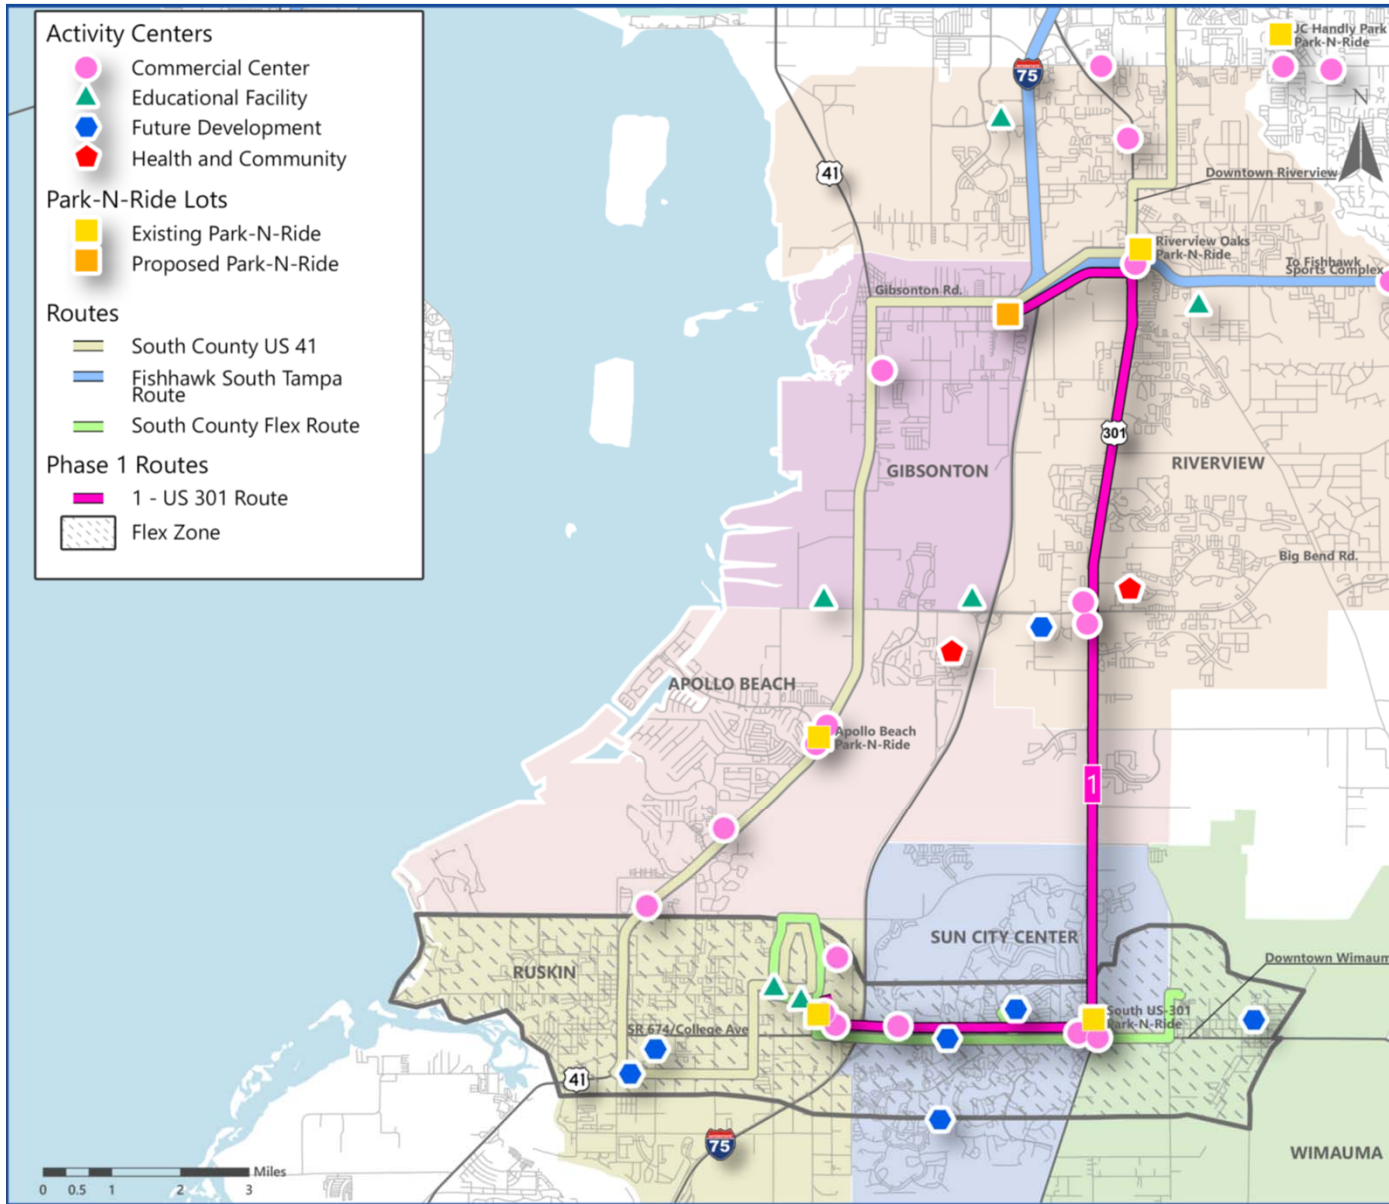 Activity Centers
Commercial Center
Educational Facility
Future Development
Health and Community
Park-N-Ride Lots
Existing Park-N-Ride
Proposed Park-N-Ride
Routes
South County US 41
Fishhawk South Tampa
Route
South County Flex Route
Phase 1 Routes
1 - US 301 Route
Flex Zone
JC Handly Park
Park-N-Ride
75
N
41
Downtown Riverview
Riverview Oaks
Park-N-Ride
To Fishhawk
Sports Complex
Gibsonton Rd.
301
GIBSONTON
RIVERVIEW
Big Bend Rd.
APOLLO BEACH
Apollo Beach
Park-N-Ride
1
SUN CITY CENTER
RUSKIN
Downtown Wimaum
South US-301
Park-N-Ride
SR 674/College Ave
41
75
WIMAUMA
Miles
0 0.5 1 2 3